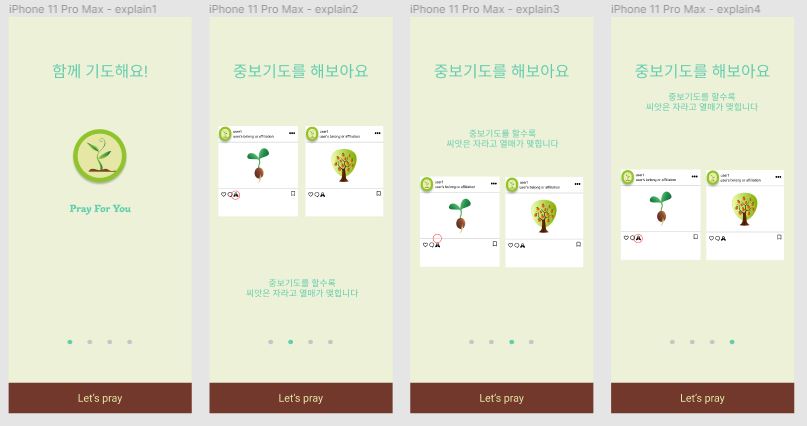 iPhone 11 Pro Max - explain1
함께 기도해요!
Pray For You
Let's pray
iPhone 11 Pro Max - explain2
중보기도를 해보아요
user1
user's belong or affiliation
user1
user's belong or affiliation
중보기도를 할수록
씨앗은 자라고 열매가 맺힙니다
Let's pray
iPhone 11 Pro Max - explain3
중보기도를 해보아요
중보기도를 할수록
씨앗은 자라고 열매가 맺힙니다
user1
user's belong or affiliation
user1
user's belong or affiliation
Let's pray
iPhone 11 Pro Max - explain4
중보기도를 해보아요
중보기도를 할수록
씨앗은 자라고 열매가 맺힙니다
user1
user's belong or affiliation
user1
user's belong or affiliation
Let's pray